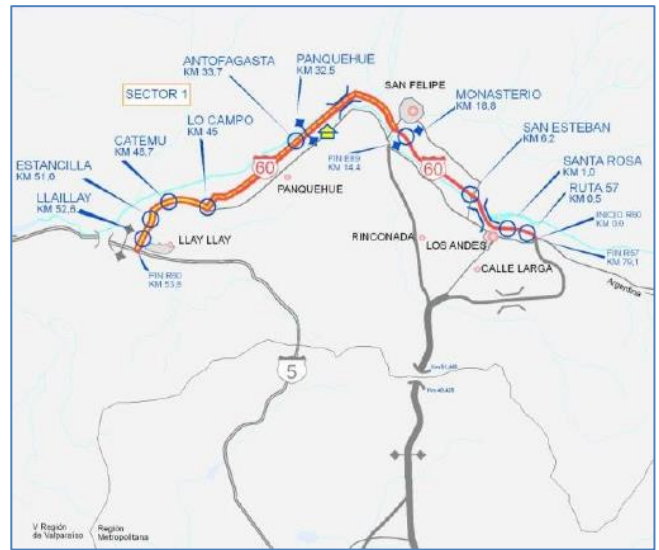 ANTOFAGASTA
KM 33,7
PANQUEHUE
KM 32,5
SAN FELIPE
MONASTERIO
KM 18,8
SECTOR 1
LO CAMPO
KM 45
SAN ESTEBAN
KM 6,2
CATEMU
KM 48,7
SANTA ROSA
KM 1,0
ESTANCILLA
KM 51,0
FIN E89
KM 14,4
60
60
RUTA 57
KM 0,5
LLAILLAY
KM 52,6
PANQUEHUE
INICIO R60
KM 0,0
LLAY LLAY
RINCONADA
LOS ANDES
FIN R57
KM 79,1
FIN R60
CALLE LARGA
Argentina
5
V Región
de Valparaíso
Región
Metropolitana